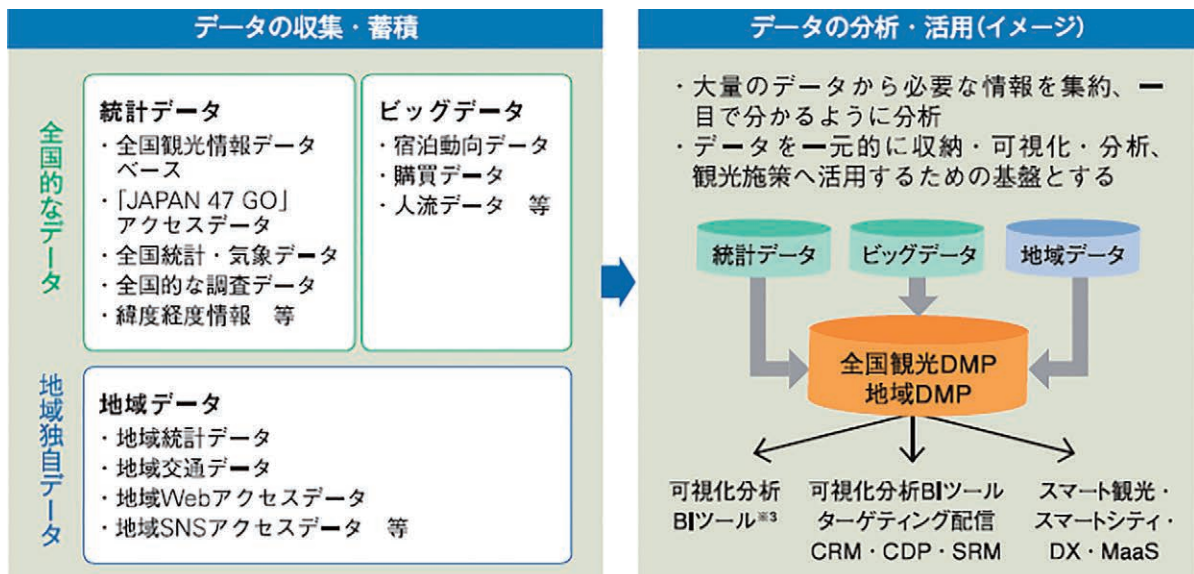 データの収集・蓄積
全国的なデータ
統計データ
・全国観光情報データ
ベース
・「JAPAN 47 GO」
アクセスデータ
・全国統計・気象データ
・全国的な調査データ
・緯度経度情報　等
ビッグデータ
・宿泊動向データ
・購買データ
・人流データ　等
地域独自データ
地域データ
・地域統計データ
・地域交通データ
・地域Webアクセスデータ
・地域SNSアクセスデータ　等
データの分析・活用(イメージ)
・大量のデータから必要な情報を集約、一
目で分かるように分析
・データを一元的に収納・可視化・分析、
観光施策へ活用するための基盤とする
統計データ
ビッグデータ
地域データ
全国観光DMP
地域DMP
可視化分析
BIツール※3
可視化分析BIツール
ターゲティング配信
CRM・CDP・SRM
スマート観光・
スマートシティ・
DX・MaaS